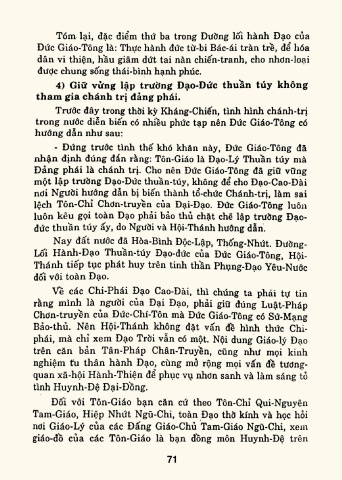 Tóm lại, đặc điểm thứ ba trong Đường lối hành Đạo của
Đức Giáo-Tông là: Thực hành đức từ-bi Bác-ái tràn trề, để hóa
dân vi thiện, hầu giảm dứt tai nàn chiến-tranh, cho nhơn-loại
được chung sống thái-bình hạnh phúc.
4) Giữ vững lập trường Đạo-Đức thuần túy không
tham gia chánh trị đảng phái.
Trước đây trong thời kỳ Kháng-Chiến, tình hình chánh-trị
trong nước diễn biến có nhiều phức tạp nên Đức Giáo-Tông có
hướng dẫn như sau:
- Đứng trước tình thế khó khăn này, Đức Giáo-Tông đã
nhận định đúng đắn rằng: Tôn-Giáo là Đạo-Lý Thuần túy mà
Đảng phái là chánh trị. Cho nên Đức Giáo-Tông đã giữ vững
một lập trường Đạo-Đức thuần-túy, không để cho Đạo-Cao-Đài
nơi Người hướng dẫn bị biến thành tổ-chức Chánh-trị, làm sai
lệch Tôn-Chỉ Chơn-truyền của Đại-Đạo. Đức Giáo-Tông luôn
luôn kêu gọi toàn Đạo phải bảo thủ chặt chẽ lập trường Đạo-
đức thuần túy ấy, do Người và Hội-Thánh hướng dẫn.
Nay đất nước đã Hòa-Bình Độc-Lập, Thống-Nhứt. Đường-
Lối Hành-Đạo Thuần-túy Đạo-đức của Đức Giáo-Tông, Hội-
Thánh tiếp tục phát huy trên tinh thần Phụng-Đạo Yêu-Nước
đối với toàn Đạo.
Về các Chi-Phái Đạo Cao-Đài, thì chúng ta phải tự tin
rằng mình là người của Đại Đạo, phải giữ đúng Luật-Pháp
Chơn-truyền của Đức-Chí-Tôn mà Đức Giáo-Tông có Sứ-Mạng
Bảo-thủ. Nên Hội-Thánh không đặt vấn đề hình thức Chi-
phái, mà chỉ xem Đạo Trời vẫn có một. Nội dung Giáo-lý Đạo
trên căn bản Tân-Pháp Chân-Truyền, cũng như mọi kinh
nghiệm tu thân hành Đạo, cùng mở rộng mọi vấn đề tương-
quan xã-hội Hành-Thiện để phục vụ nhơn sanh và làm sáng tỏ
tình Huynh-Đệ Đại-Đồng.
Đối với Tôn-Giáo bạn căn cứ theo Tôn-Chỉ Qui-Nguyên
Tam-Giáo, Hiệp Nhứt Ngũ-Chi, toàn Đạo thờ kính và học hỏi
nơi Giáo-Lý của các Đấng Giáo-Chủ Tam-Giáo Ngũ-Chi, xem
giáo-đồ của các Tôn-Giáo là bạn đồng môn Huynh-Đệ trên
71